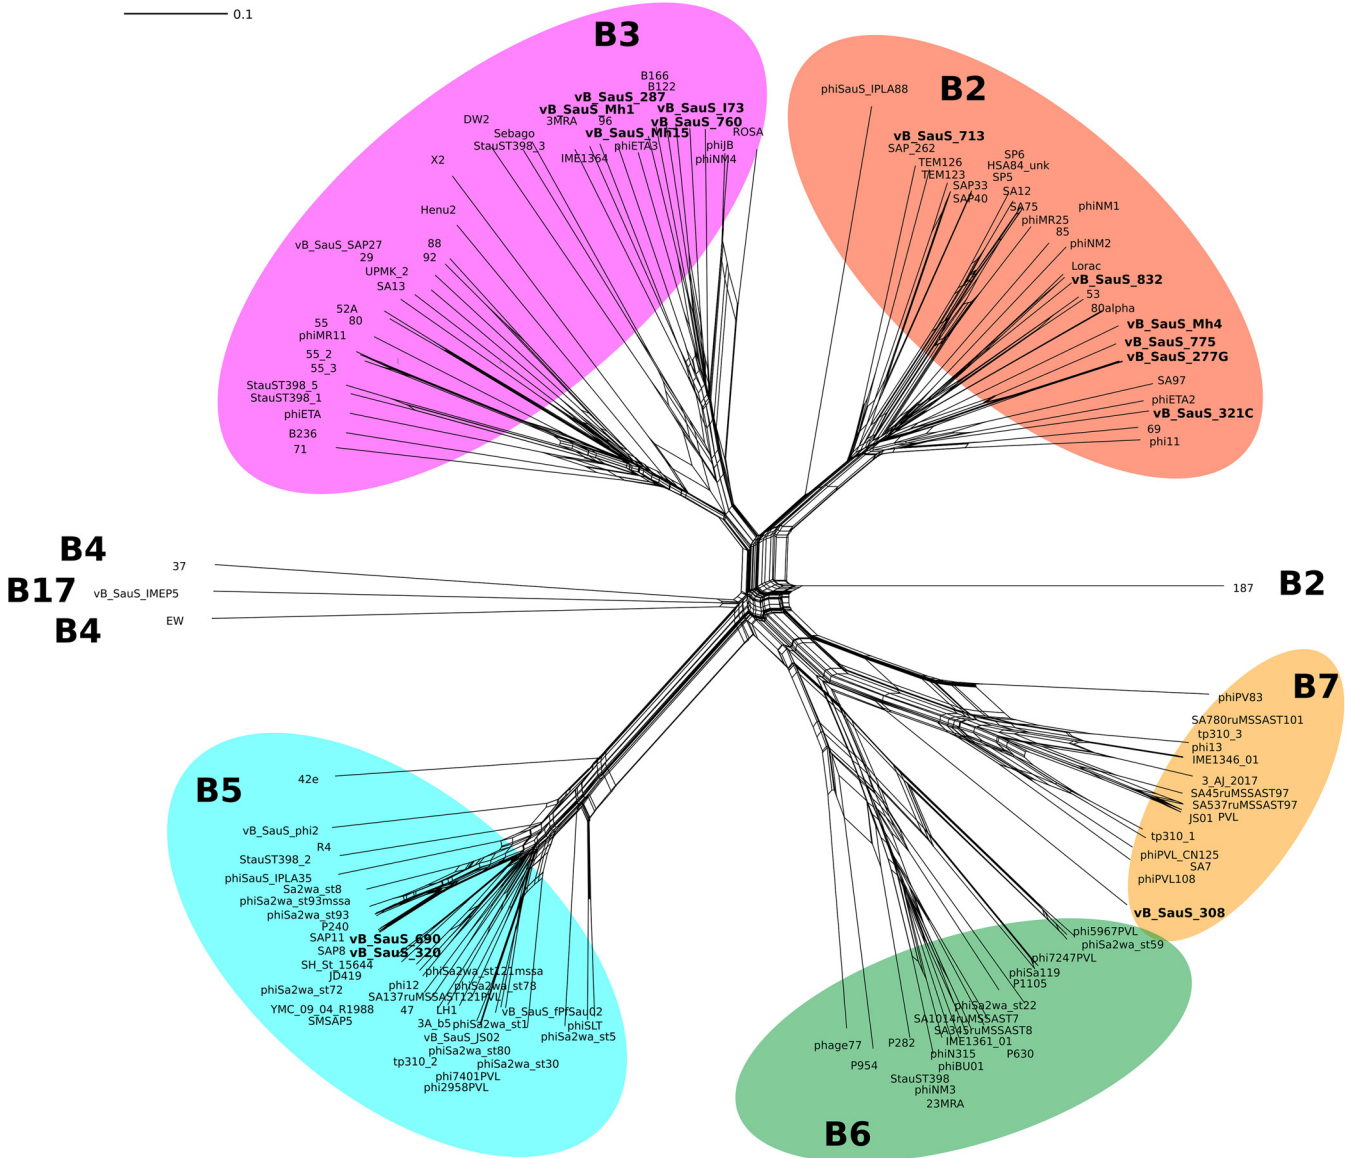 0.1
B3
B166
B122
vB_SauS_287
vB_SauS_Mh1
vB_SauS_I73
3MRA
96
vB_SauS_760
DW2
Sebago
vB_SauS_Mh15
ROSA
StauST398_3
phiETA3
phiJB
IME1364
phiNM4
X2
Henu2
vB_SauS_SAP27
88
29
92
UPMK_2
SA13
52A
55
80
phiMR11
55_2
55_3
StauST398_5
StauST398_1
phiETA
B236
71
B2
phiSauS_IPLA88
vB_SauS_713
SAP_262
SP6
TEM126
HSA84_unk
TEM123
SP5
SAP33
SA12
SAP40
SA75
phiNM1
phiMR25
85
phiNM2
Lorac
vB_SauS_832
53
80alpha
vB_SauS_Mh4
vB_SauS_775
vB_SauS_277G
SA97
phiETA2
vB_SauS_321C
69
phi11
B4
37
B17
vB_SauS_IMEP5
B4
EW
187
B2
B7
phiPV83
SA780ruMSSAST101
tp310_3
phi13
IME1346_01
3_AJ_2017
SA45ruMSSAST97
SA537ruMSSAST97
JS01
PVL
tp310_1
phiPVL_CN125
SA7
phiPVL108
vB_SauS_308
B5
42e
vB_SauS_phi2
R4
StauST398_2
phiSauS_IPLA35
Sa2wa_st8
phiSa2wa_st93mssa
phiSa2wa_st93
P240
SAP11
vB_SauS_690
SAP8
vB_SauS_320
SH_St_15644
JD419
phiSa2wa_st121mssa
phiSa2wa_st72
phi12
phiSa2wa_st78
SA137ruMSSAST121PVL
YMC_09_04_R1988
47
LH1
vB_SauS_fPfSau02
SMSAP5
3A_b5
phiSa2wa_st1
phiSLT
vB_SauS_JS02
phiSa2wa_st5
phiSa2wa_st80
tp310_2
phiSa2wa_st30
phi7401PVL
phi2958PVL
phi5967PVL
phiSa2wa_st59
phi7247PVL
phiSa119
P1105
phiSa2wa_st22
SA1014ruMSSAST7
SA345ruMSSAST8
phage77
P282
IME1361_01
phiN315
P630
P954
phiBU01
StauST398
phiNM3
23MRA
B6